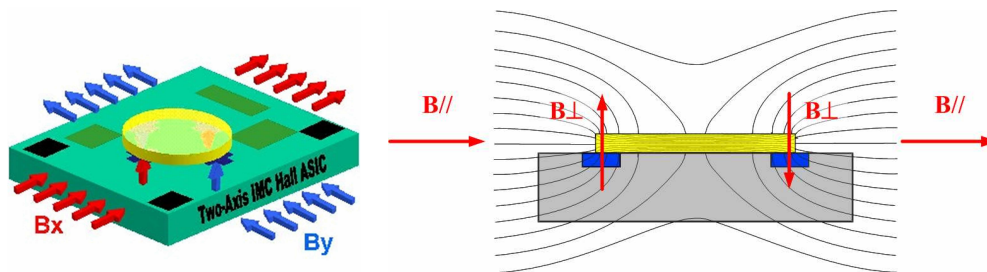 Two-Axis IMC Hall ASIC
Bx
By
B//
B⊥
B⊥
B//